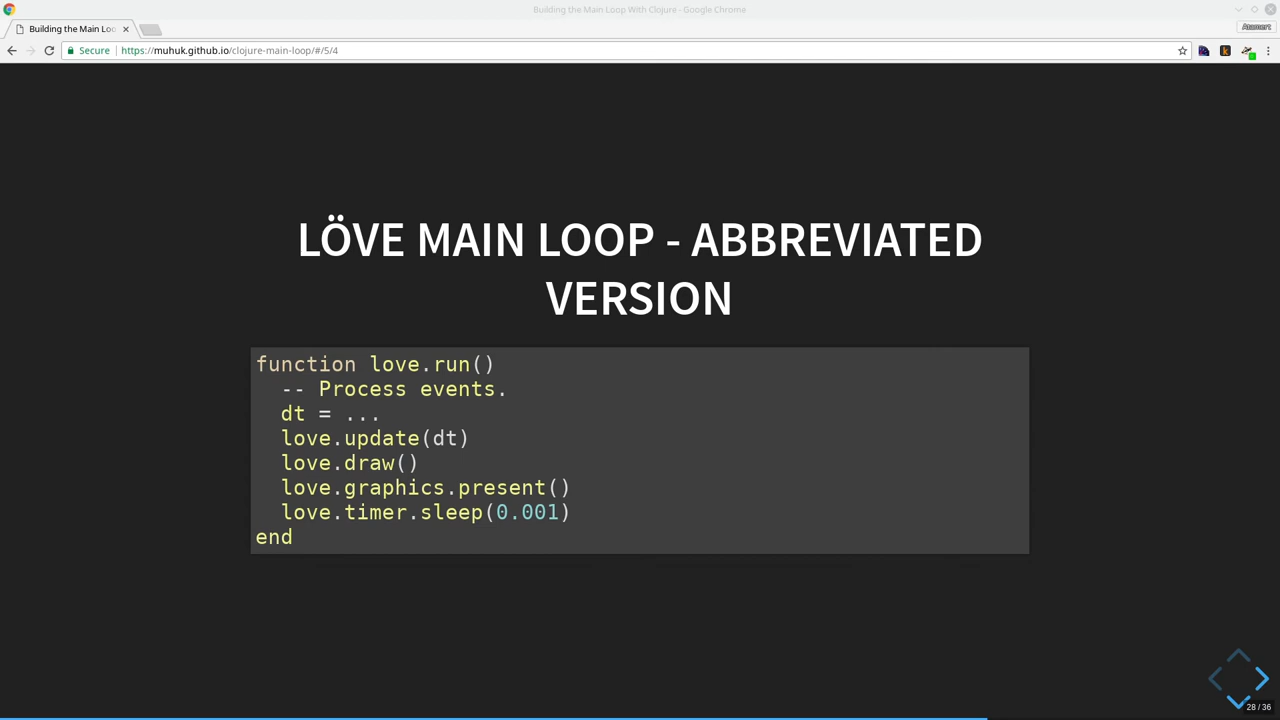 Building the Main Loop With Clojure - Google Chrome
Building the Main Loo
Atamert
Secure
https://muhuk.github.io/clojure-main-loop/#/5/4
LÖVE MAIN LOOP - ABBREVIATED
VERSION
function love.run()
  -- Process events.
  dt = ...
  love.update(dt)
  love.draw()
  love.graphics.present()
  love.timer.sleep(0.001)
end
28 / 36